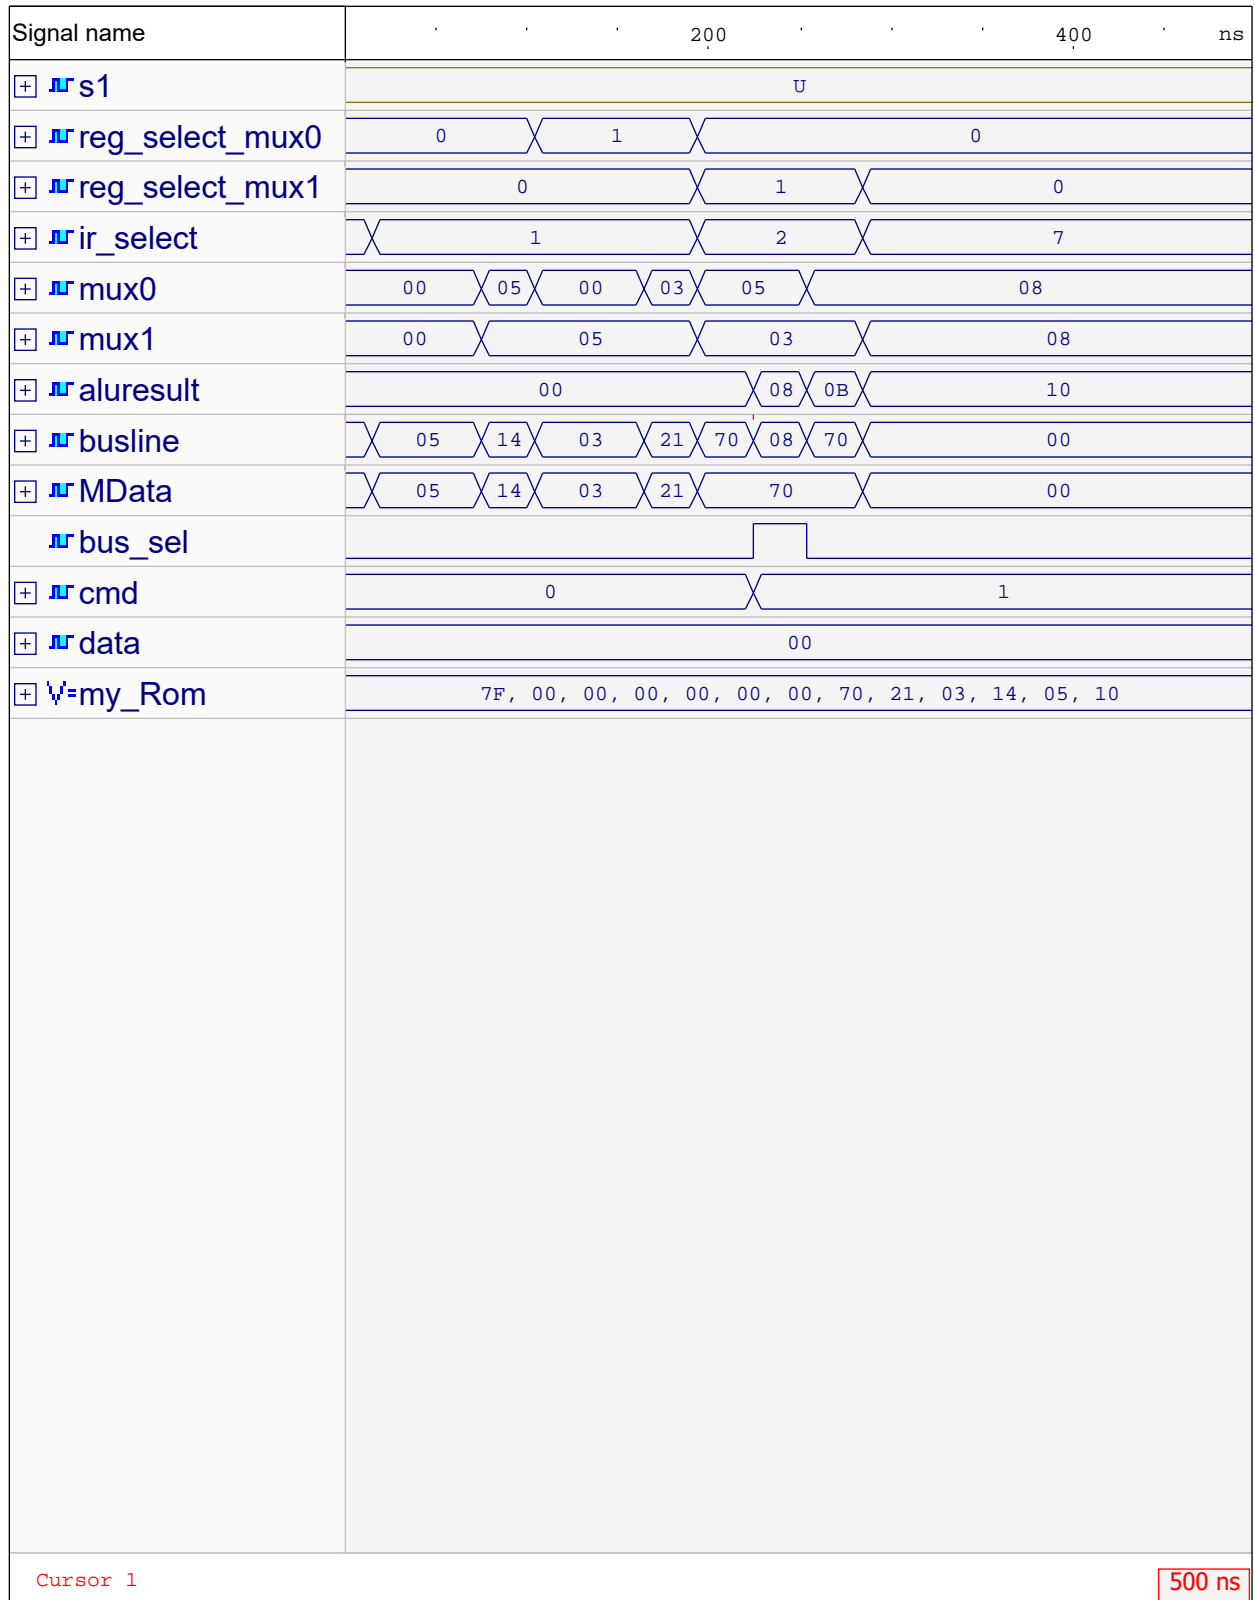 Signal name 200 400 ns
s1 U
reg_select_mux0 0 1 0
reg_select_mux1 0 1 0
ir_select 1 2 7
mux0 00 05 00 03 05 08
mux1 00 05 03 08
aluresult 00 08 0B 10
busline 05 14 03 21 70 08 70 00
MData 05 14 03 21 70 00
bus_sel
cmd 0 1
data 00
my_Rom 7F, 00, 00, 00, 00, 00, 00, 70, 21, 03, 14, 05, 10
Cursor 1 500 ns